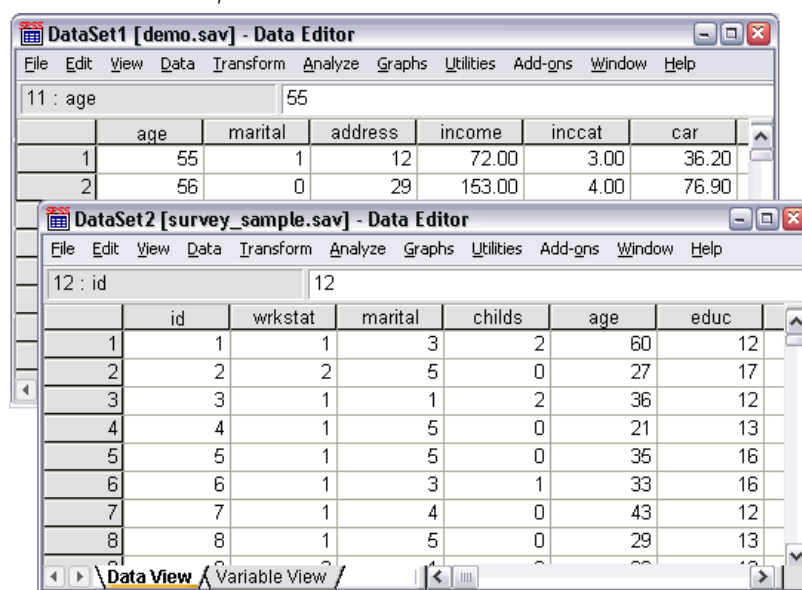 DataSet1 [demo.sav] - Data Editor
File Edit View Data Transform Analyze Graphs Utilities Add-ons Window Help
11 : age 55
age marital address income inccat car
1 55 1 12 72.00 3.00 36.20
2 56 0 29 153.00 4.00 76.90
DataSet2 [survey_sample.sav] - Data Editor
File Edit View Data Transform Analyze Graphs Utilities Add-ons Window Help
12 : id 12
id wrkstat marital childs age educ
1 1 1 3 2 60 12
2 2 2 5 0 27 17
3 3 1 1 2 36 12
4 4 1 5 0 21 13
5 5 1 5 0 35 16
6 6 1 3 1 33 16
7 7 1 4 0 43 12
8 8 1 5 0 29 13
Data View Variable View